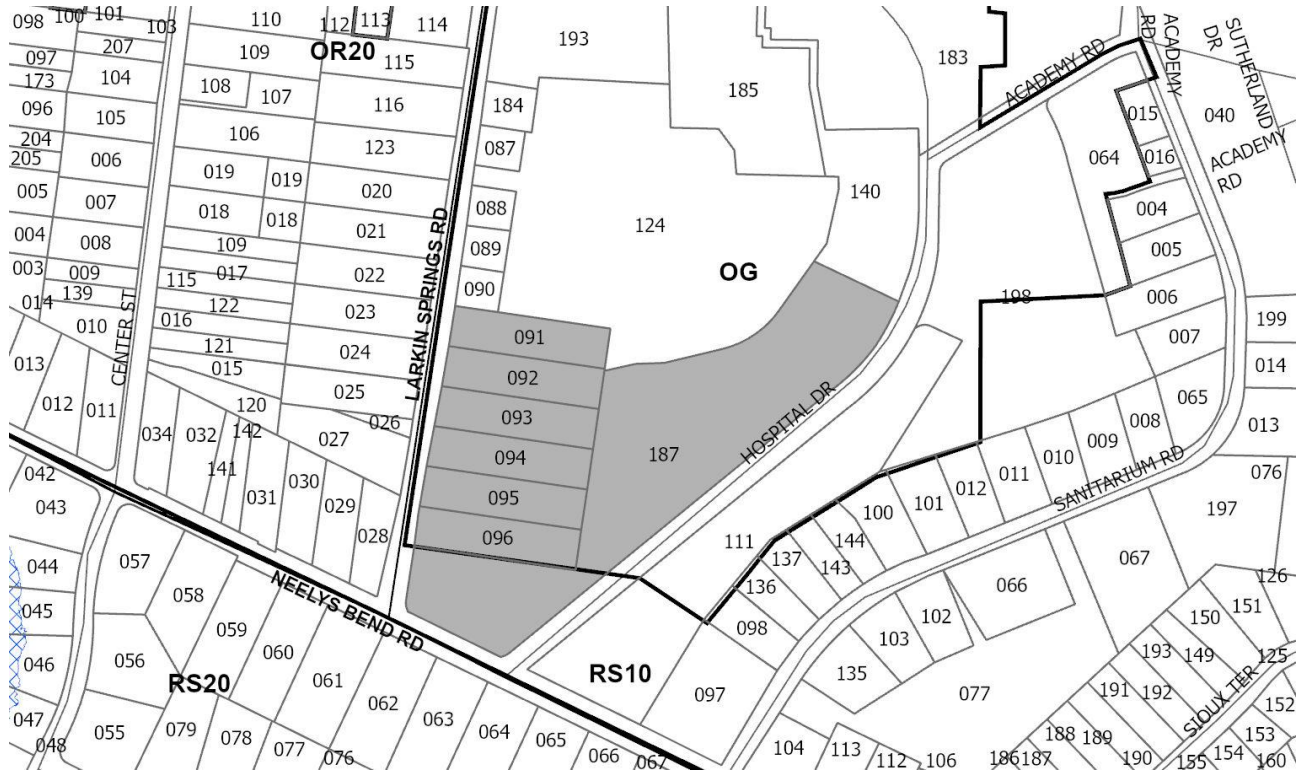 098 100 101 103 110 112 113 114 193 183
207 109 OR20 115 185
097 104 108 107 116 184 ACADEMY RD
173
096 105 106 123 087 015 040
204 006 019 019 020 140 064 016
205
005 007 018 018 021 088 124 004
004 008 109 022 089 OG 005
003 009 115 017 023 090 198 006
014 139 122
010 016 121 024 091 007 199
013 012 011 015 025 092 065 014
120 026 093 008 013
034 032 142 027 094 187 009
141 030 095 010
031 029 096 011
028 012
101
100
042 043 111 137 144 143 076 197
044 057 058 136 066 067
045 059 098 102 126
046 056 060 103 150 151
RS20 061 RS10 135 193 149 125
047 062 097 077 191 192
048 055 079 078 063 064 188 189 152
077 076 065 066 067 104 113 112 106 186 187 190 155 154 153 160
CENTER ST
LARKIN SPRINGS RD
NEELYS BEND RD
HOSPITAL DR
SANITARIUM RD
SIOUX TER
ACADEMY RD
SUTHERLAND DR
ACADEMY RD